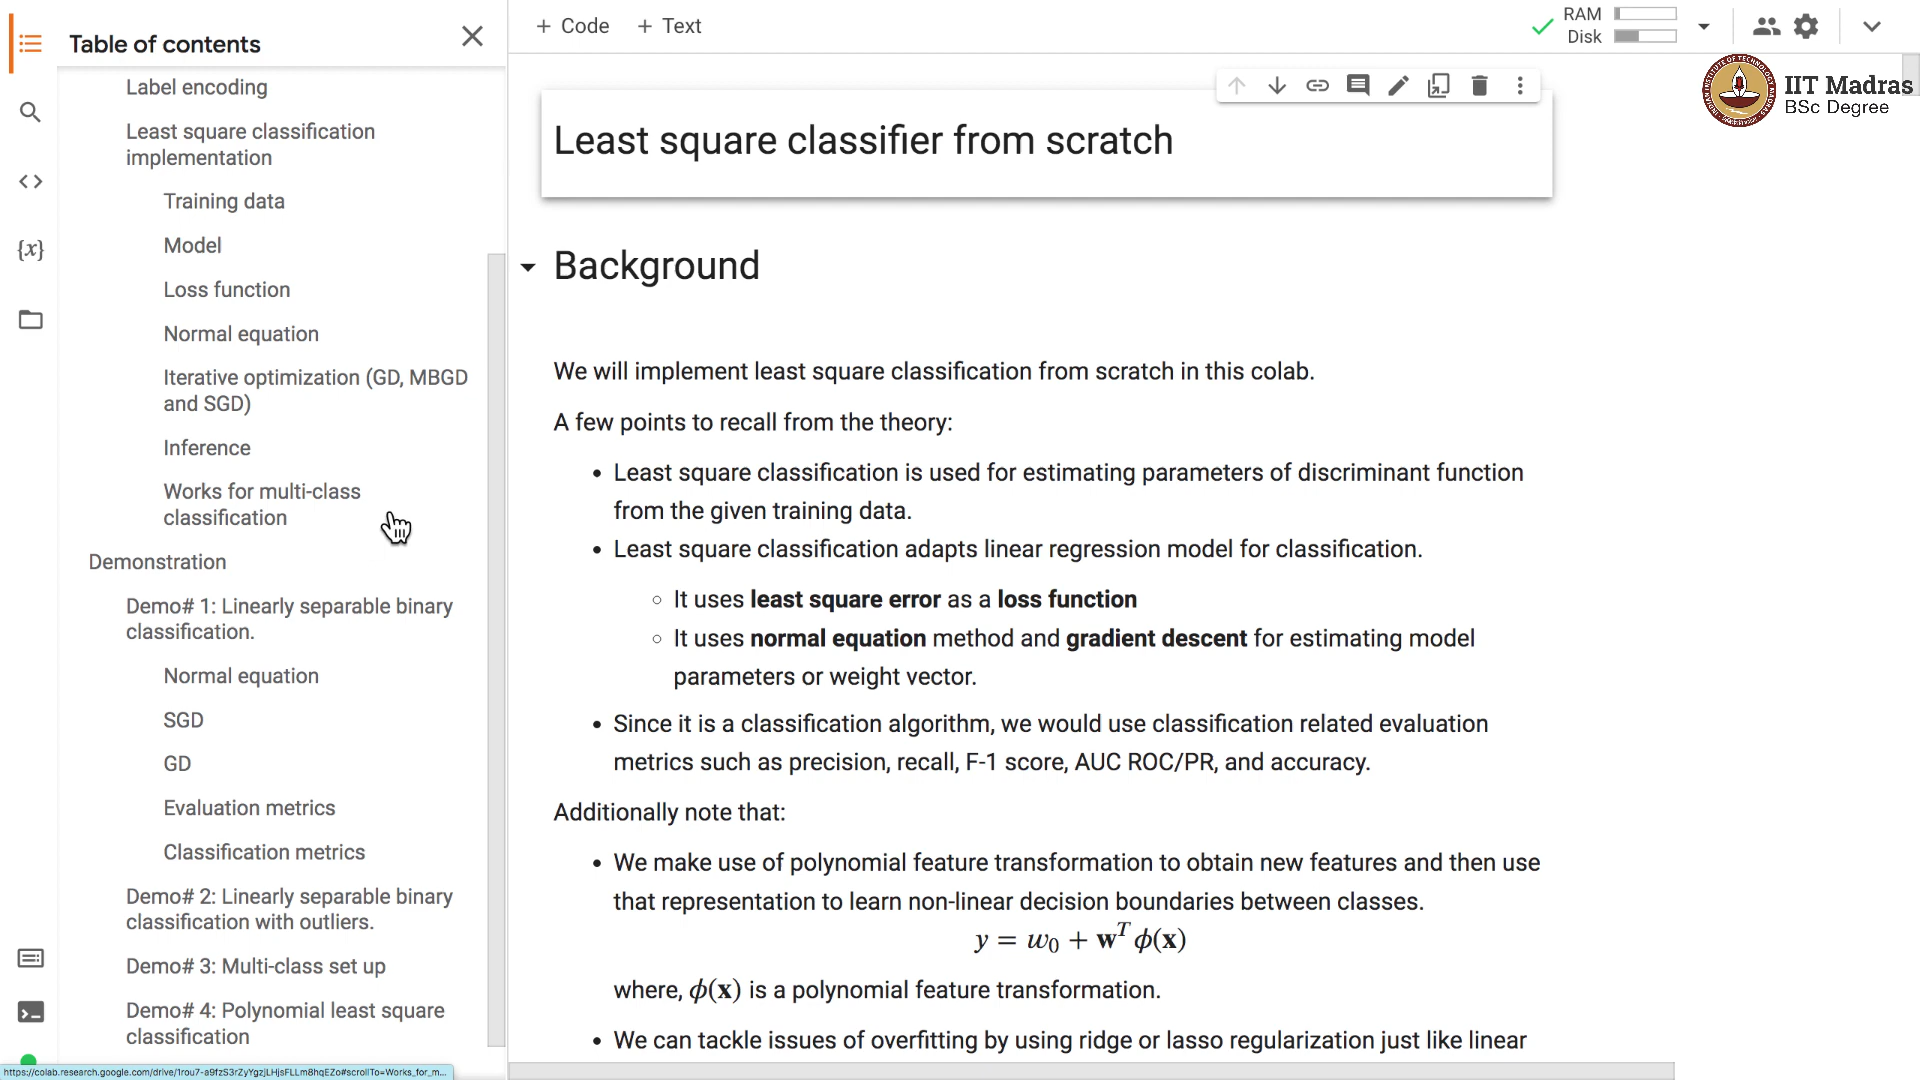 Table of contents
Label encoding
Least square classification
implementation
Training data
Model
Loss function
Normal equation
Iterative optimization (GD, MBGD
and SGD)
Inference
Works for multi-class
classification
Demonstration
Demo# 1: Linearly separable binary
classification.
Normal equation
SGD
GD
Evaluation metrics
Classification metrics
Demo# 2: Linearly separable binary
classification with outliers.
Demo# 3: Multi-class set up
Demo# 4: Polynomial least square
classification
+ Code + Text
RAM
Disk
IIT Madras
BSc Degree
Least square classifier from scratch
Background
We will implement least square classification from scratch in this colab.
A few points to recall from the theory:
• Least square classification is used for estimating parameters of discriminant function
from the given training data.
• Least square classification adapts linear regression model for classification.
◦ It uses least square error as a loss function
◦ It uses normal equation method and gradient descent for estimating model
parameters or weight vector.
• Since it is a classification algorithm, we would use classification related evaluation
metrics such as precision, recall, F-1 score, AUC ROC/PR, and accuracy.
Additionally note that:
• We make use of polynomial feature transformation to obtain new features and then use
that representation to learn non-linear decision boundaries between classes.
y = w₀ + wᵀϕ(x)
where, ϕ(x) is a polynomial feature transformation.
• We can tackle issues of overfitting by using ridge or lasso regularization just like linear